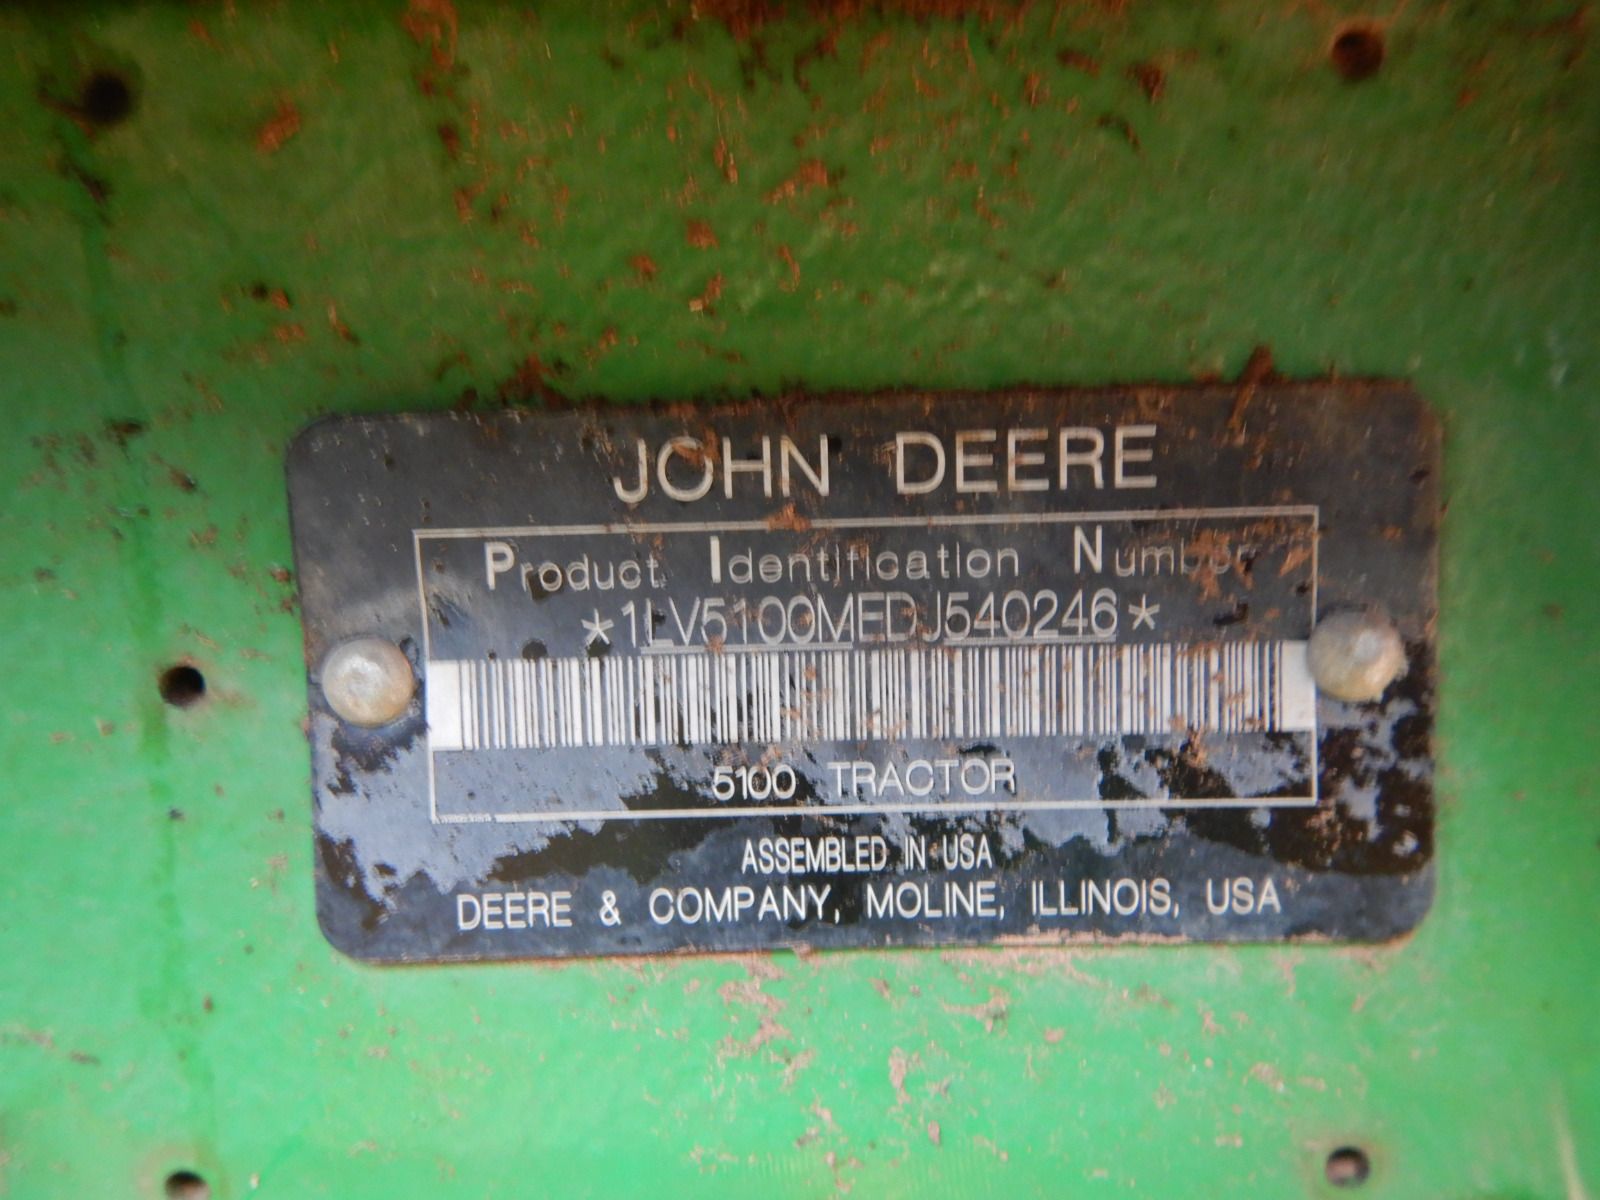 JOHN DEERE
Product Identification Number
*1LV5100MEDJ540246*
5100 TRACTOR
ASSEMBLED IN USA
DEERE & COMPANY, MOLINE, ILLINOIS, USA